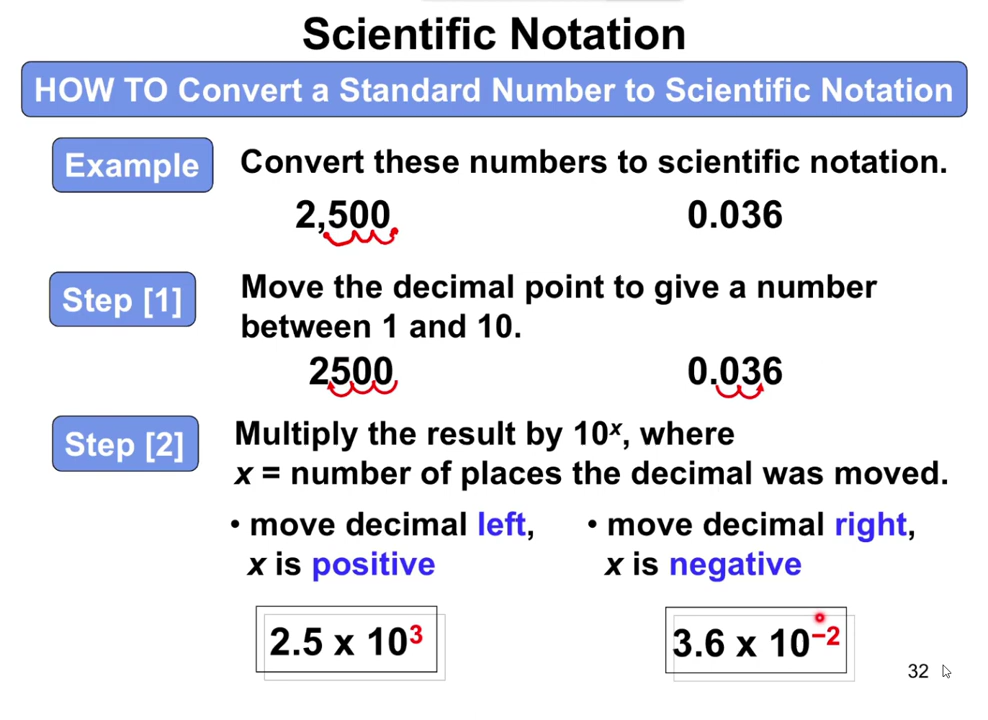 Scientific Notation
HOW TO Convert a Standard Number to Scientific Notation
Example
Convert these numbers to scientific notation.
2,500.
0.036
Step [1]
Move the decimal point to give a number
between 1 and 10.
2500
0.036
Step [2]
Multiply the result by 10ˣ, where
x = number of places the decimal was moved.
• move decimal left,
x is positive
• move decimal right,
x is negative
2.5 x 10³
3.6 x 10⁻²
32